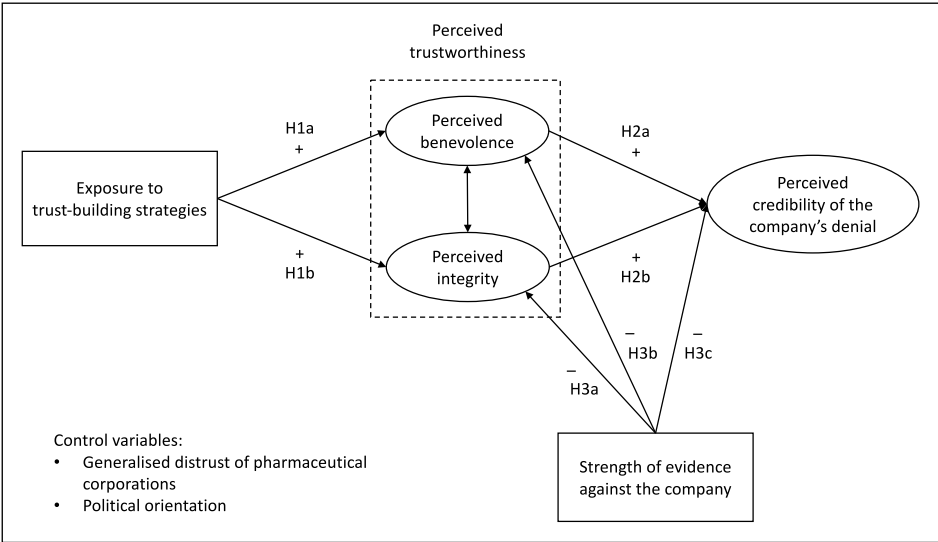 Perceived
trustworthiness
H1a
+
Perceived
benevolence
H2a
+
Exposure to
trust-building strategies
Perceived
credibility of the
company’s denial
+
H1b
Perceived
integrity
+
H2b
–
H3a
–
H3b
–
H3c
Control variables:
• Generalised distrust of pharmaceutical
corporations
• Political orientation
Strength of evidence
against the company